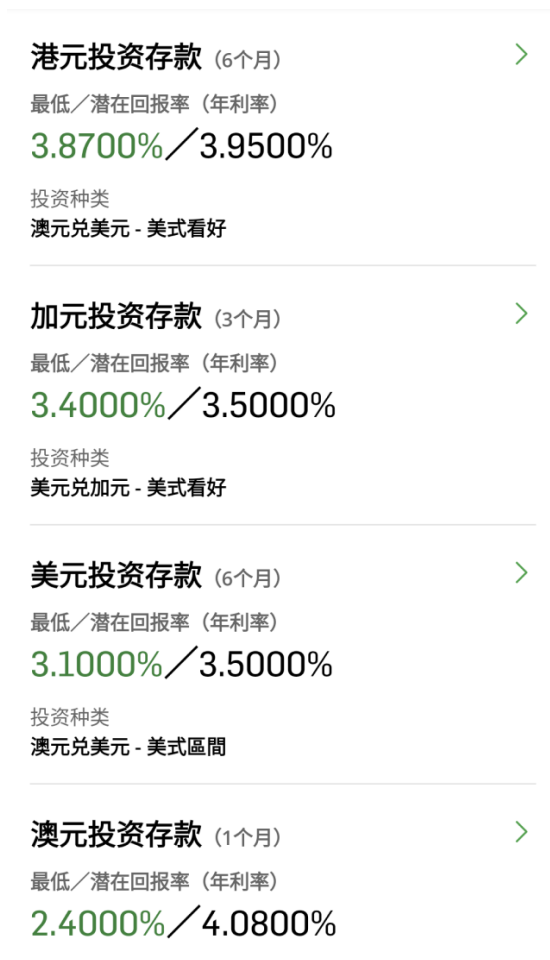 港元投资存款（6个月）
最低／潜在回报率（年利率）
3.8700%／3.9500%
投资种类
澳元兑美元 - 美式看好
加元投资存款（3个月）
最低／潜在回报率（年利率）
3.4000%／3.5000%
投资种类
美元兑加元 - 美式看好
美元投资存款（6个月）
最低／潜在回报率（年利率）
3.1000%／3.5000%
投资种类
澳元兑美元 - 美式區間
澳元投资存款（1个月）
最低／潜在回报率（年利率）
2.4000%／4.0800%